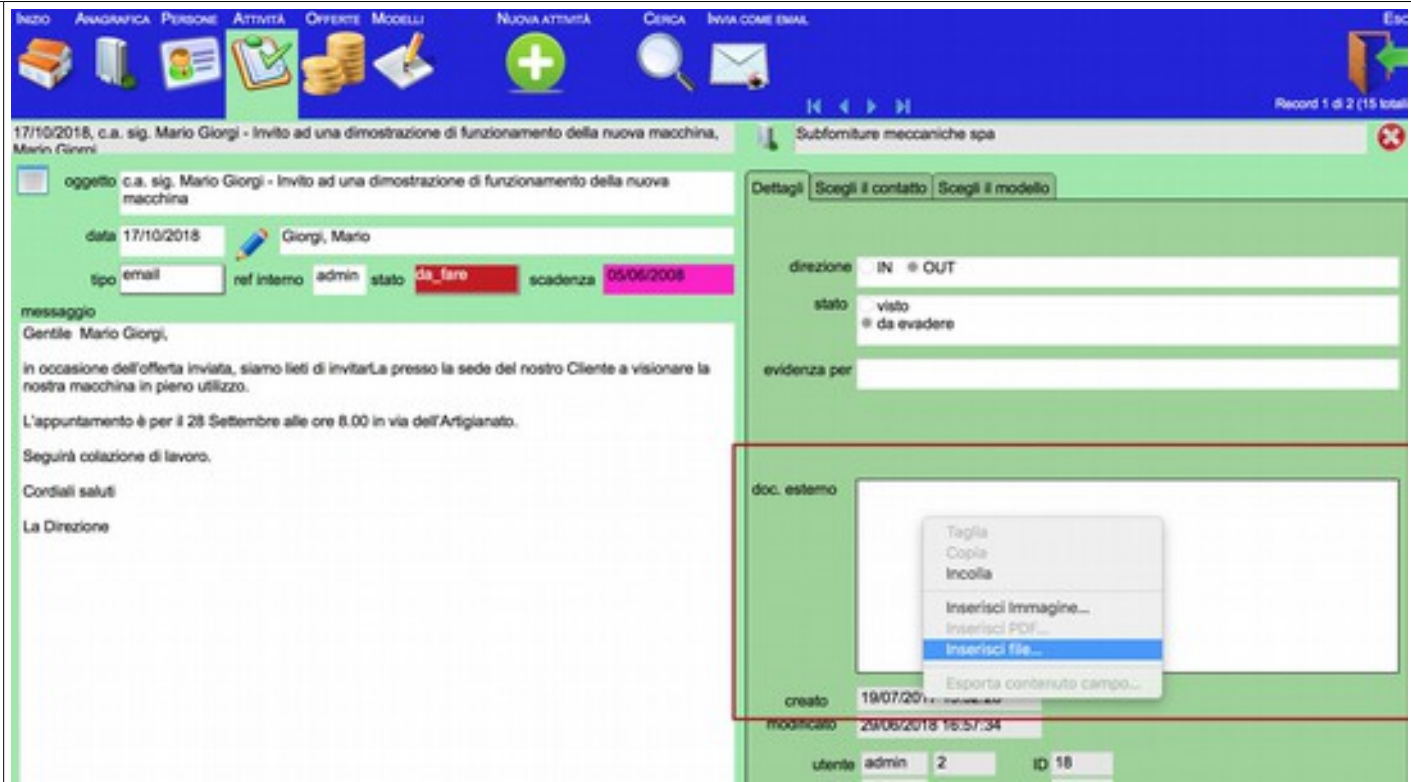 Inizio Anagrafica Persone Attività Offerte Modelli Nuova attività Cerca Invia come email Esc
Record 1 di 2 (15 totali
17/10/2018, c.a. sig. Mario Giorgi - Invito ad una dimostrazione di funzionamento della nuova macchina,
Mario Giorgi
Subforniture meccaniche spa
oggetto c.a. sig. Mario Giorgi - Invito ad una dimostrazione di funzionamento della nuova
macchina
data 17/10/2018 Giorgi, Mario
tipo email ref interno admin stato da_fare scadenza 05/06/2008
messaggio
Gentile Mario Giorgi,
in occasione dell'offerta inviata, siamo lieti di invitarLa presso la sede del nostro Cliente a visionare la
nostra macchina in pieno utilizzo.
L'appuntamento è per il 28 Settembre alle ore 8.00 in via dell'Artigianato.
Seguirà colazione di lavoro.
Cordiali saluti
La Direzione
Dettagli Scegli il contatto Scegli il modello
direzione IN OUT
stato visto
da evadere
evidenza per
doc. esterno
Taglia
Copia
Incolla
Inserisci Immagine...
Inserisci PDF...
Inserisci file...
Esporta contenuto campo...
creato
modificato 29/06/2018 16:57:34
utente admin 2 ID 18